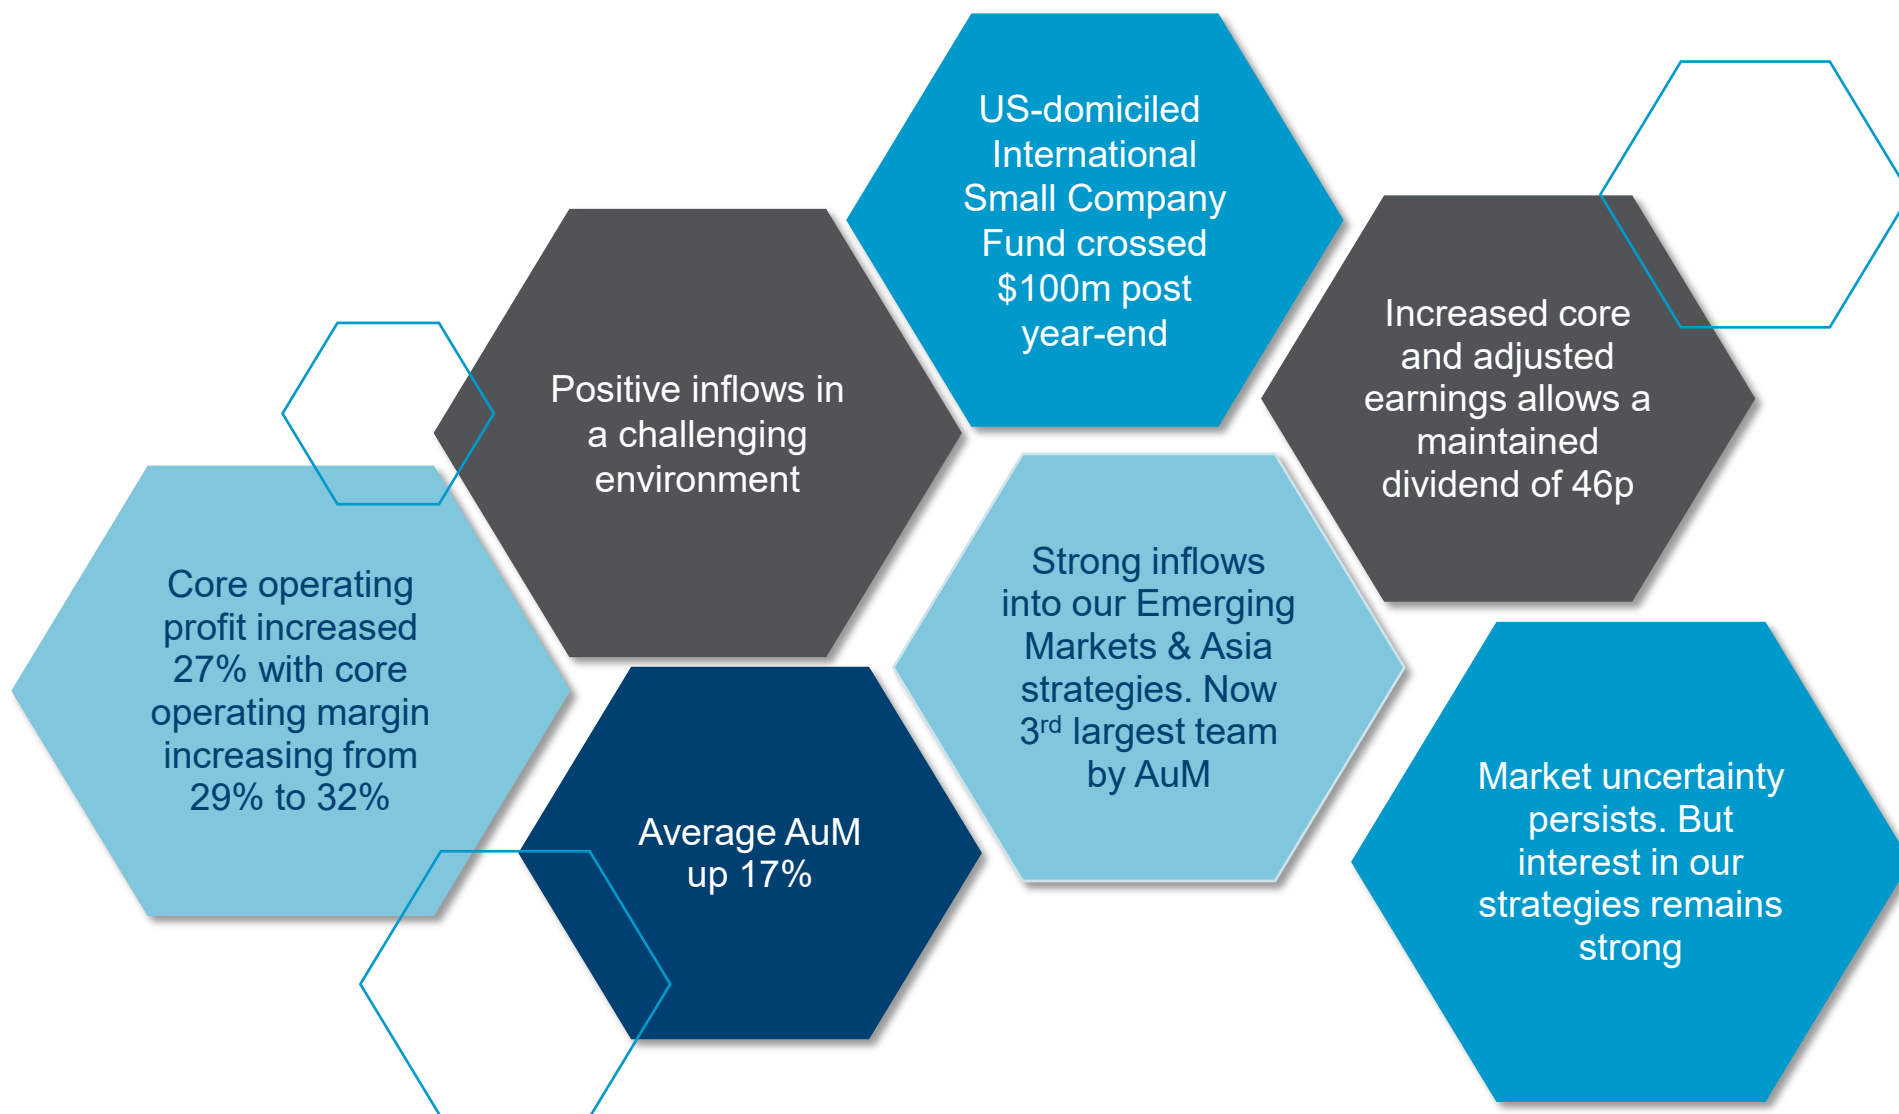 US-domiciled
International
Small Company
Fund crossed
$100m post
year-end
Increased core
and adjusted
earnings allows a
maintained
dividend of 46p
Positive inflows in
a challenging
environment
Core operating
profit increased
27% with core
operating margin
increasing from
29% to 32%
Strong inflows
into our Emerging
Markets & Asia
strategies. Now
3rd largest team
by AuM
Average AuM
up 17%
Market uncertainty
persists. But
interest in our
strategies remains
strong